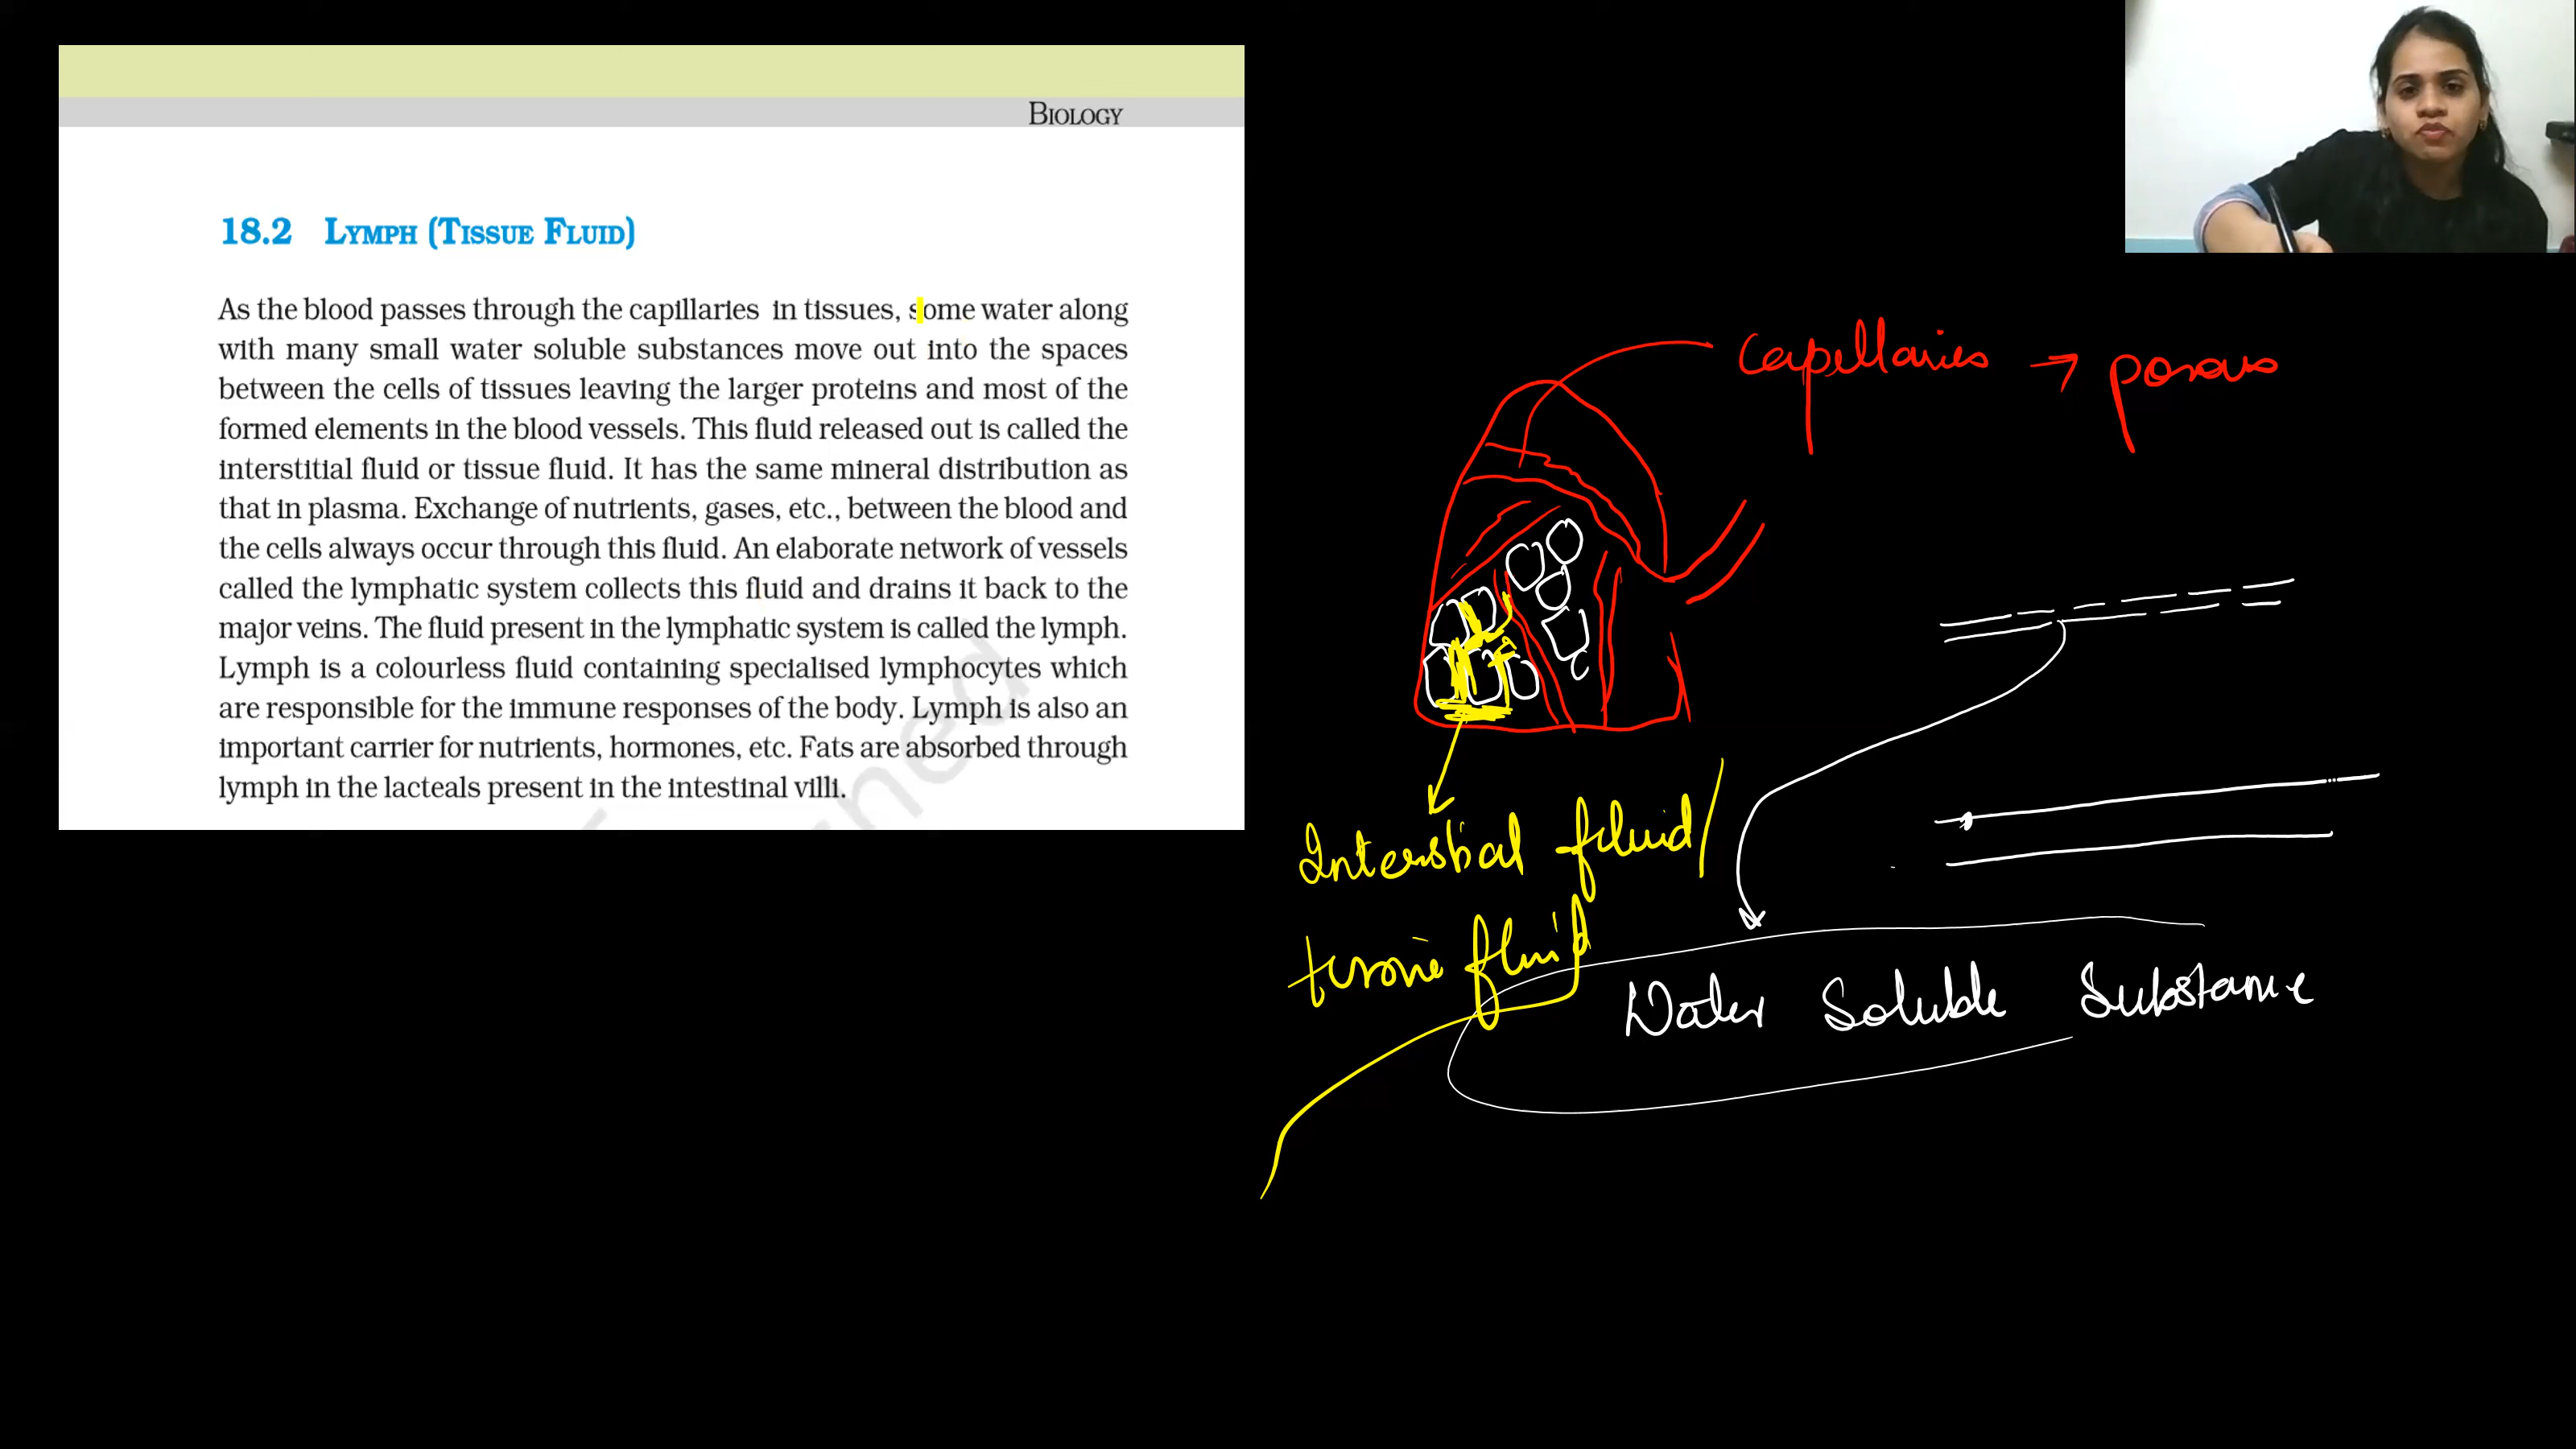 BIOLOGY
18.2 LYMPH (TISSUE FLUID)
As the blood passes through the capillaries in tissues, some water along
with many small water soluble substances move out into the spaces
between the cells of tissues leaving the larger proteins and most of the
formed elements in the blood vessels. This fluid released out is called the
interstitial fluid or tissue fluid. It has the same mineral distribution as
that in plasma. Exchange of nutrients, gases, etc., between the blood and
the cells always occur through this fluid. An elaborate network of vessels
called the lymphatic system collects this fluid and drains it back to the
major veins. The fluid present in the lymphatic system is called the lymph.
Lymph is a colourless fluid containing specialised lymphocytes which
are responsible for the immune responses of the body. Lymph is also an
important carrier for nutrients, hormones, etc. Fats are absorbed through
lymph in the lacteals present in the intestinal villi.
Capillaries → porous
fluid/
fluid
Water Soluble Substance